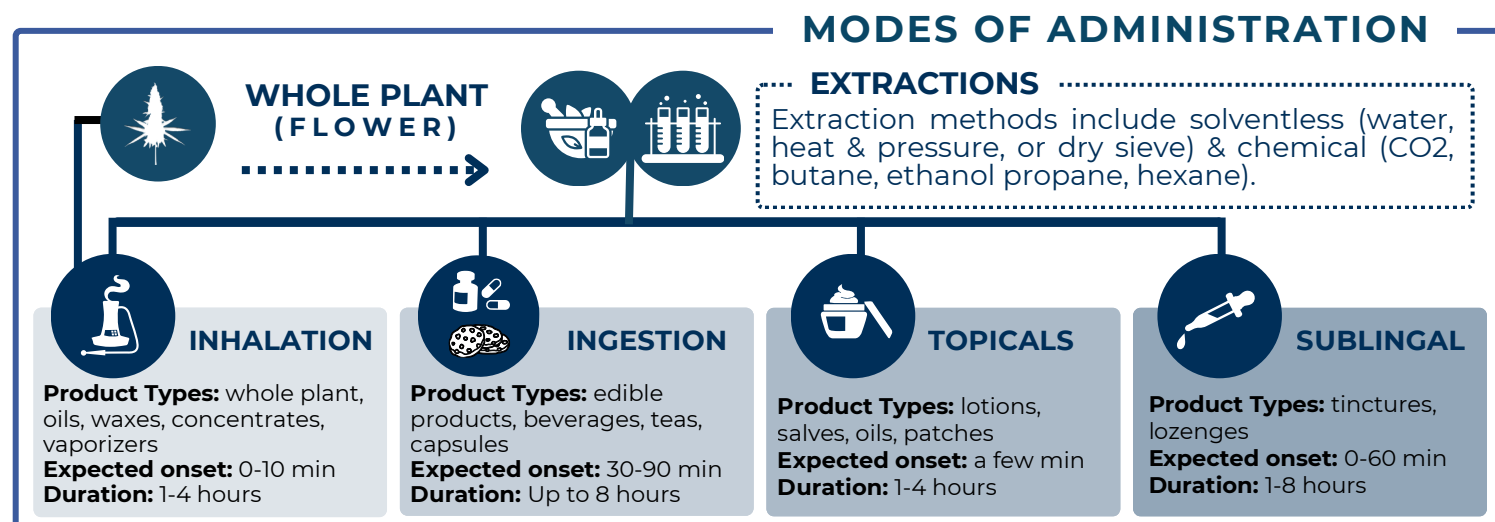 MODES OF ADMINISTRATION
WHOLE PLANT
(FLOWER)
EXTRACTIONS
Extraction methods include solventless (water,
heat & pressure, or dry sieve) & chemical (CO2,
butane, ethanol propane, hexane).
INHALATION
Product Types: whole plant,
oils, waxes, concentrates,
vaporizers
Expected onset: 0-10 min
Duration: 1-4 hours
INGESTION
Product Types: edible
products, beverages, teas,
capsules
Expected onset: 30-90 min
Duration: Up to 8 hours
TOPICALS
Product Types: lotions,
salves, oils, patches
Expected onset: a few min
Duration: 1-4 hours
SUBLINGAL
Product Types: tinctures,
lozenges
Expected onset: 0-60 min
Duration: 1-8 hours